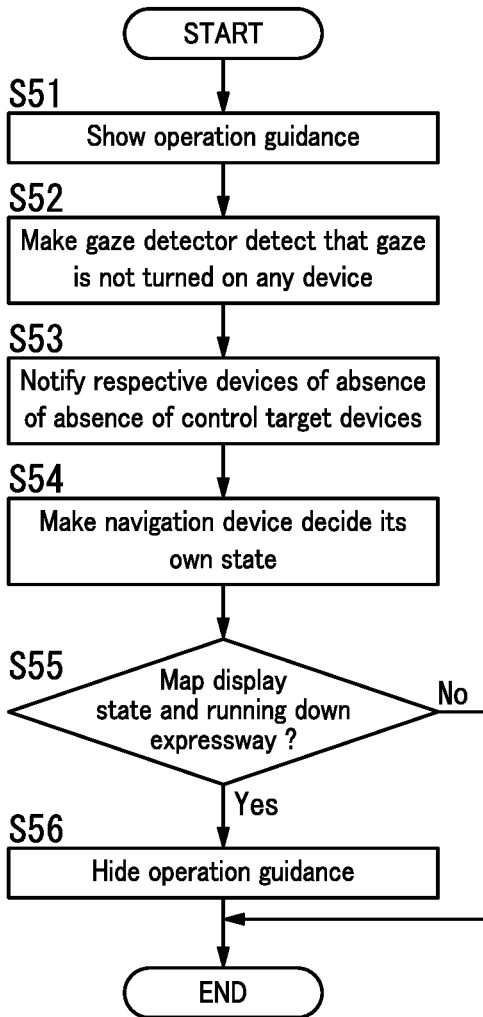 START
S51
Show operation guidance
S52
Make gaze detector detect that gaze
is not turned on any device
S53
Notify respective devices of absence
of absence of control target devices
S54
Make navigation device decide its
own state
S55
Map display
state and running down
expressway ?
No
Yes
S56
Hide operation guidance
END